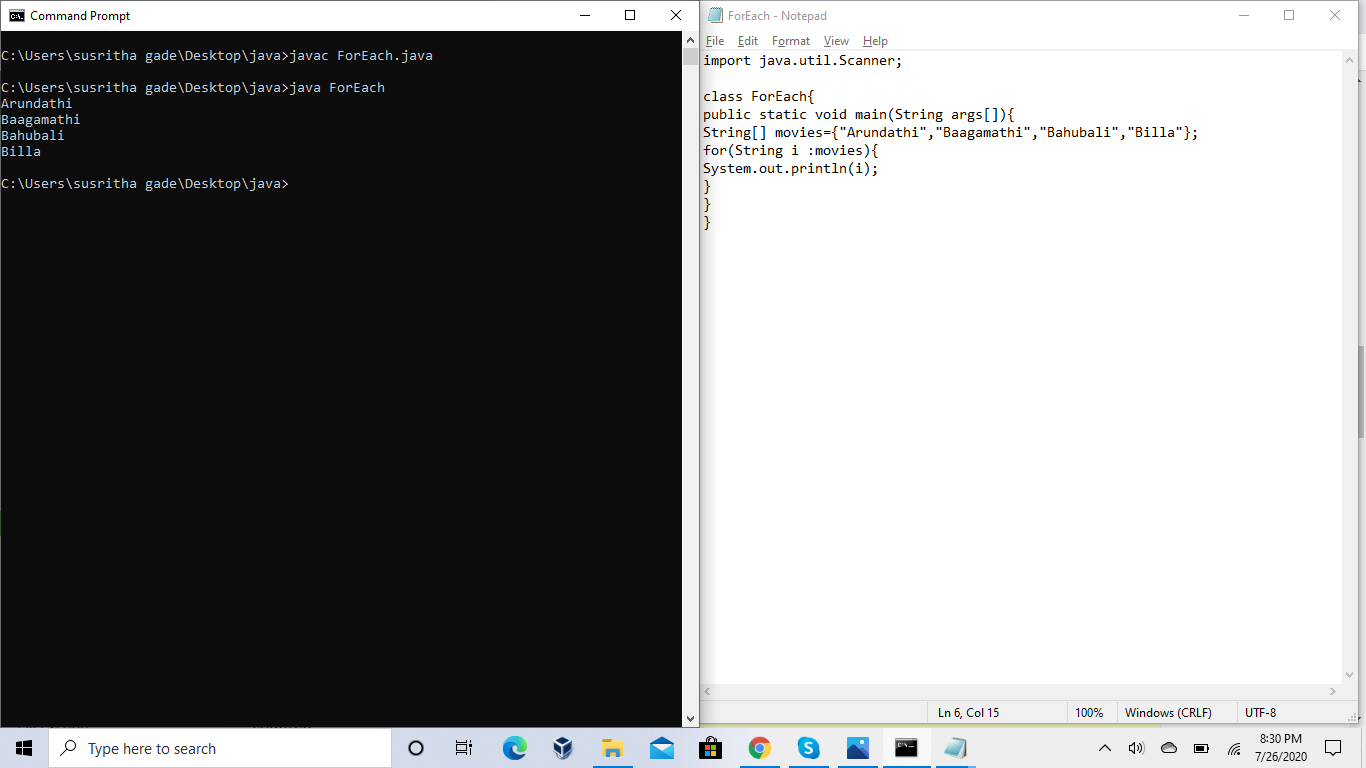 Command Prompt
C:\Users\susritha gade\Desktop\java>javac ForEach.java
C:\Users\susritha gade\Desktop\java>java ForEach
Arundathi
Baagamathi
Bahubali
Billa
C:\Users\susritha gade\Desktop\java>
ForEach - Notepad
File Edit Format View Help
import java.util.Scanner;
class ForEach{
public static void main(String args[]){
String[] movies={"Arundathi","Baagamathi","Bahubali","Billa"};
for(String i :movies){
System.out.println(i);
}
}
}
Ln 6, Col 15 100% Windows (CRLF) UTF-8
Type here to search
8:30 PM
7/26/2020